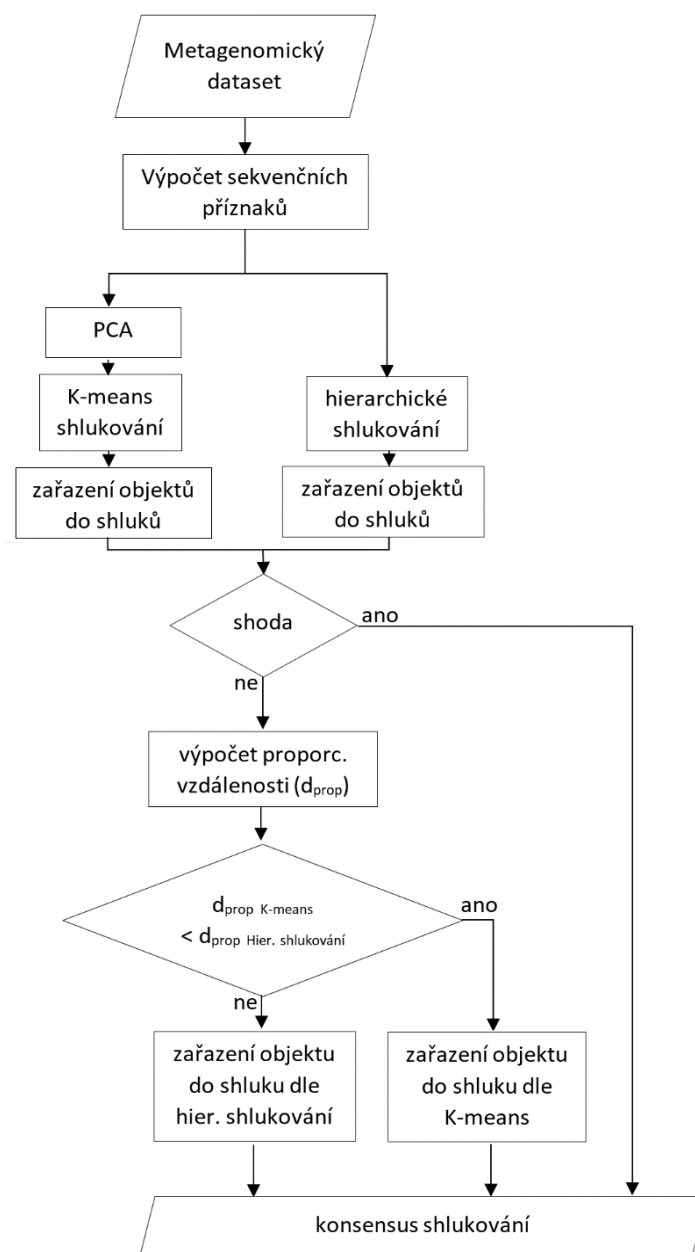 Metagenomický
dataset
Výpočet sekvenčních
příznaků
PCA
K-means
shlukování
hierarchické
shlukování
zařazení objektů
do shluků
zařazení objektů
do shluků
shoda
ano
ne
výpočet proporc.
vzdálenosti (dprop)
dprop K-means
< dprop Hier. shlukování
ano
ne
zařazení objektu
do shluku dle
hier. shlukování
zařazení objektu
do shluku dle
K-means
konsensus shlukování